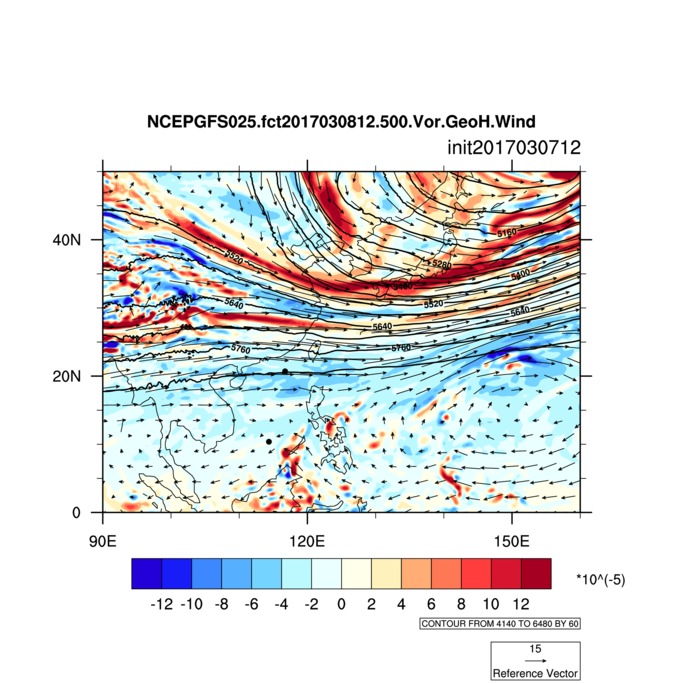 NCEPGFS025.fct2017030812.500.Vor.GeoH.Wind
init2017030712
5160
40N
5520
5280
5400
5640
5520
5640
5640
5760
5760
20N
0
90E 120E 150E
-12 -10 -8 -6 -4 -2 0 2 4 6 8 10 12
*10^(-5)
CONTOUR FROM 4140 TO 6480 BY 60
15
Reference Vector